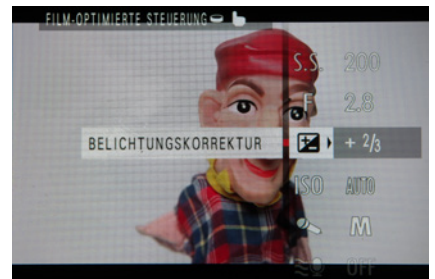 FILM-OPTIMIERTE STEUERUNG
S.S. 200
F 2.8
BELICHTUNGSKORREKTUR + 2/3
ISO AUTO
M
OFF